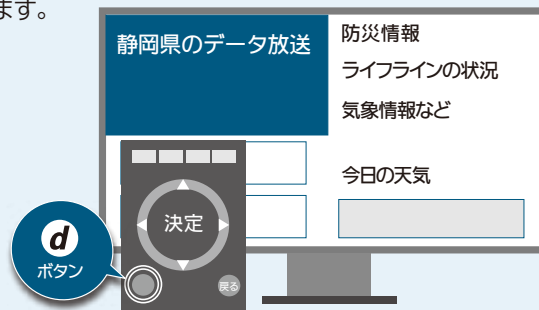 ます。
静岡県のデータ放送
防災情報
ライフラインの状況
気象情報など
今日の天気
決定
d
ボタン
戻る